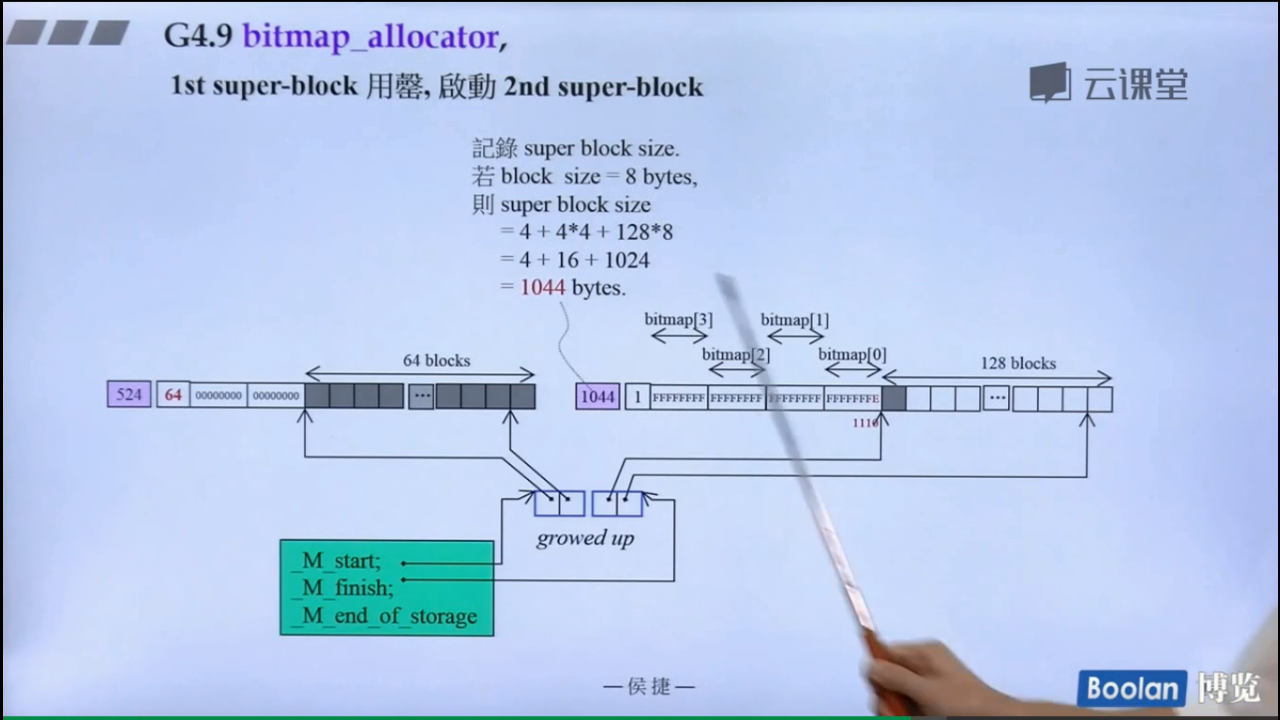 G4.9 bitmap_allocator,
1st super-block 用罄, 啟動 2nd super-block
云课堂
記錄 super block size.
若 block size = 8 bytes,
則 super block size
= 4 + 4*4 + 128*8
= 4 + 16 + 1024
= 1044 bytes.
bitmap[3]
bitmap[1]
bitmap[2]
bitmap[0]
64 blocks
128 blocks
524
64
00000000
00000000
...
1044
1
FFFFFFFF
FFFFFFFF
FFFFFFFF
FFFFFFFE
...
1110
growed up
_M_start;
_M_finish;
_M_end_of_storage
—侯捷—
Boolan 博览